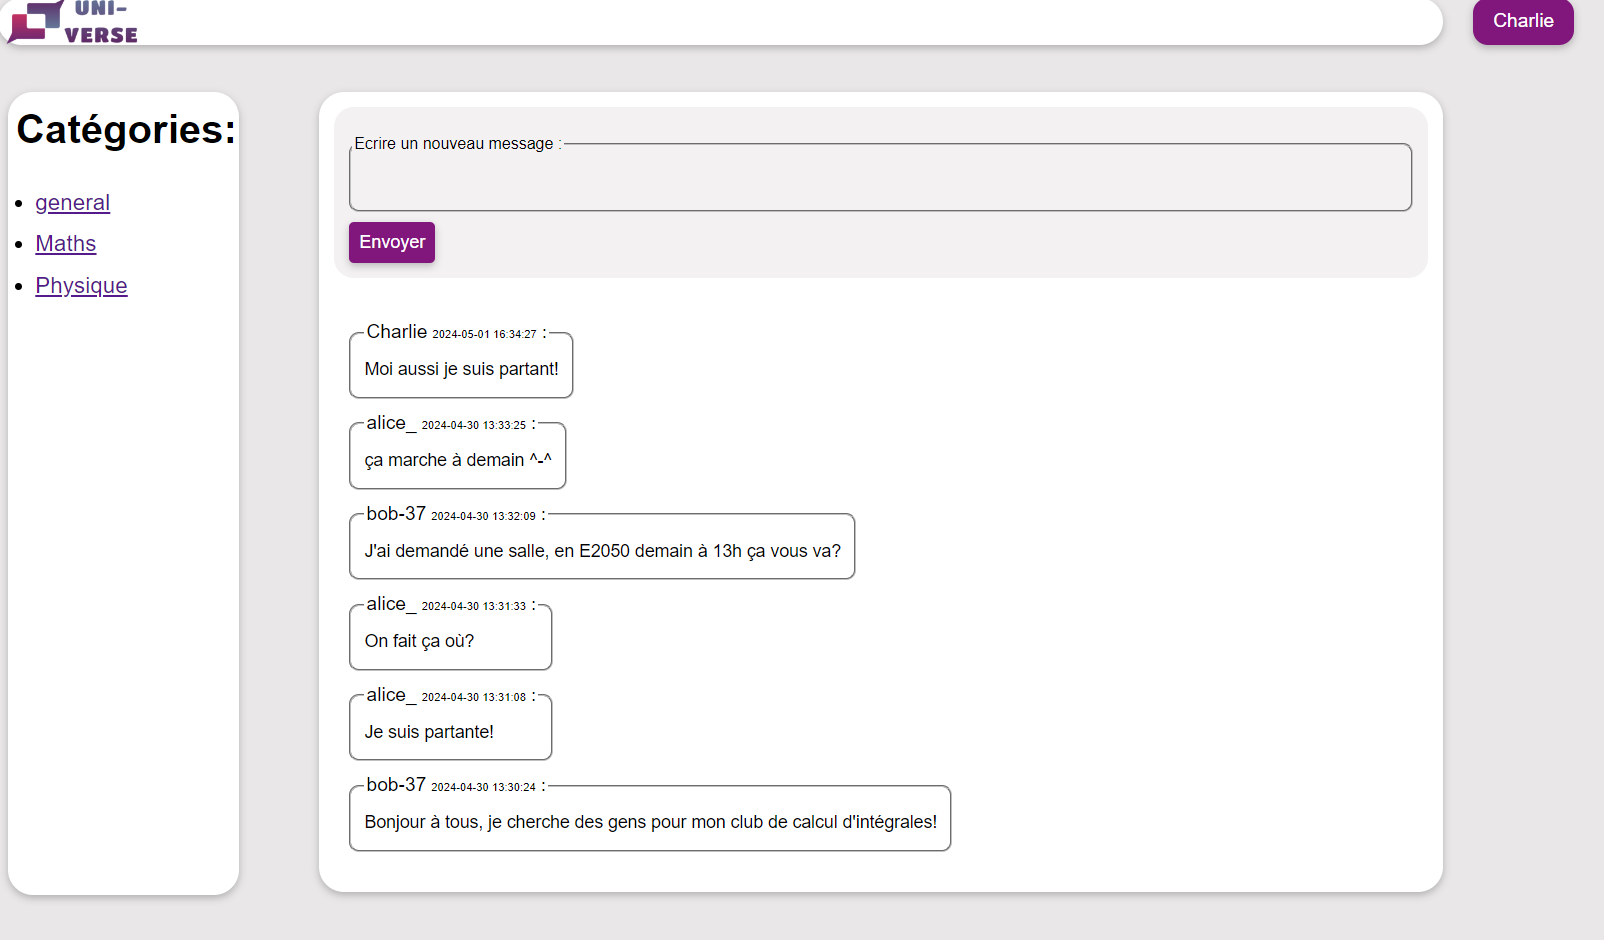 UNI-
VERSE
Charlie
Catégories:
general
Maths
Physique
Ecrire un nouveau message :
Envoyer
Charlie 2024-05-01 16:34:27 :
Moi aussi je suis partant!
alice_ 2024-04-30 13:33:25 :
ça marche à demain ^-^
bob-37 2024-04-30 13:32:09 :
J'ai demandé une salle, en E2050 demain à 13h ça vous va?
alice_ 2024-04-30 13:31:33 :
On fait ça où?
alice_ 2024-04-30 13:31:08 :
Je suis partante!
bob-37 2024-04-30 13:30:24 :
Bonjour à tous, je cherche des gens pour mon club de calcul d'intégrales!